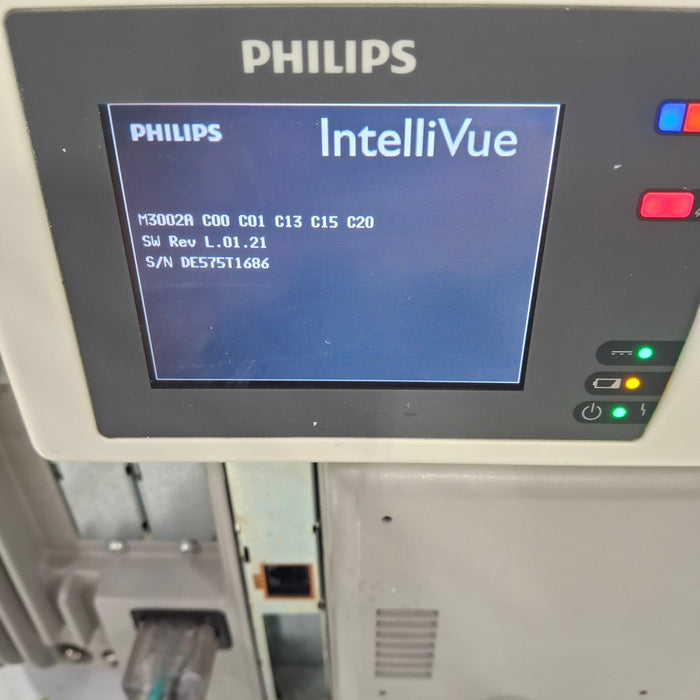 PHILIPS
PHILIPS IntelliVue
M3002A C00 C01 C13 C15 C20
SW Rev L.01.21
S/N DE575T1686